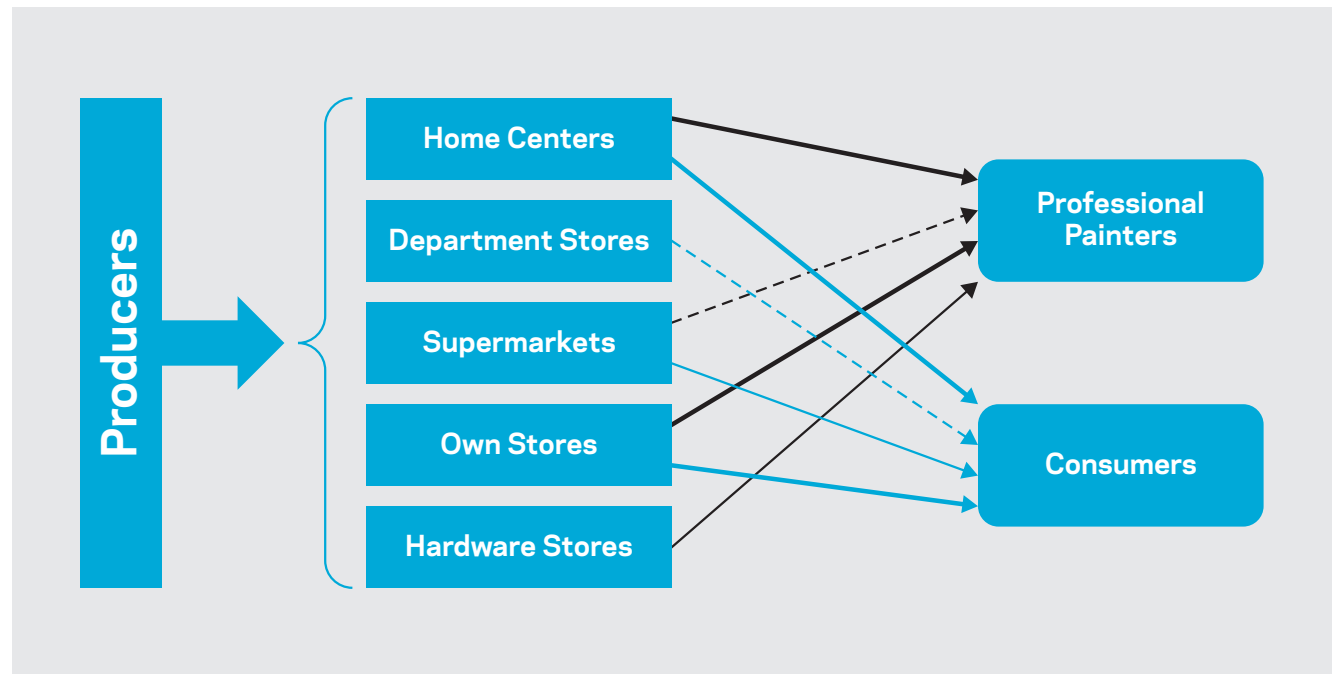 Producers
Home Centers
Department Stores
Supermarkets
Own Stores
Hardware Stores
Professional
Painters
Consumers